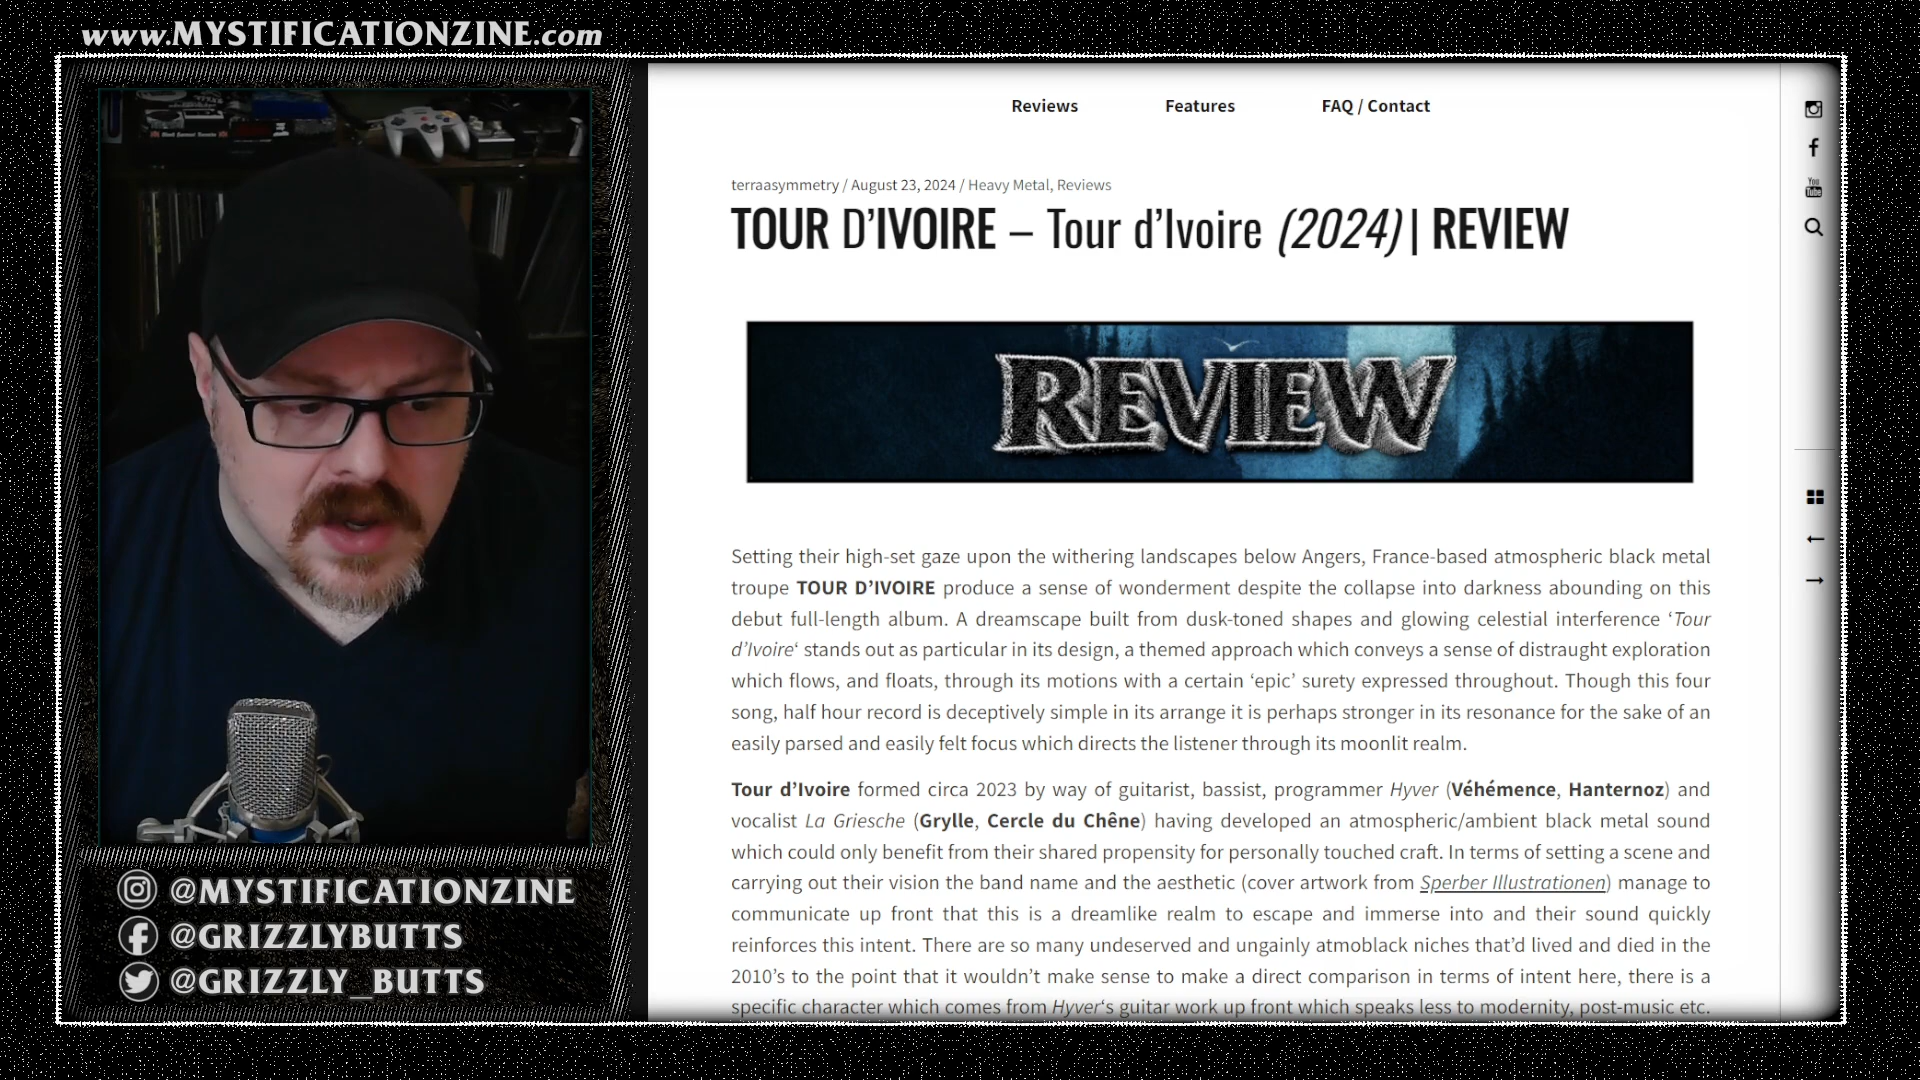 www.MYSTIFICATIONZINE.com
Reviews
Features
FAQ / Contact
terraasymmetry / August 23, 2024 / Heavy Metal, Reviews
TOUR D’IVOIRE – Tour d’Ivoire (2024) | REVIEW
REVIEW
Setting their high-set gaze upon the withering landscapes below Angers, France-based atmospheric black metal
troupe TOUR D’IVOIRE produce a sense of wonderment despite the collapse into darkness abounding on this
debut full-length album. A dreamscape built from dusk-toned shapes and glowing celestial interference ‘Tour
d’Ivoire‘ stands out as particular in its design, a themed approach which conveys a sense of distraught exploration
which flows, and floats, through its motions with a certain ‘epic’ surety expressed throughout. Though this four
song, half hour record is deceptively simple in its arrange it is perhaps stronger in its resonance for the sake of an
easily parsed and easily felt focus which directs the listener through its moonlit realm.
Tour d’Ivoire formed circa 2023 by way of guitarist, bassist, programmer Hyver (Véhémence, Hanternoz) and
vocalist La Griesche (Grylle, Cercle du Chêne) having developed an atmospheric/ambient black metal sound
which could only benefit from their shared propensity for personally touched craft. In terms of setting a scene and
carrying out their vision the band name and the aesthetic (cover artwork from Sperber Illustrationen) manage to
communicate up front that this is a dreamlike realm to escape and immerse into and their sound quickly
reinforces this intent. There are so many undeserved and ungainly atmoblack niches that’d lived and died in the
2010’s to the point that it wouldn’t make sense to make a direct comparison in terms of intent here, there is a
specific character which comes from Hyver‘s guitar work up front which speaks less to modernity, post-music etc.
You
Tube
@MYSTIFICATIONZINE
@GRIZZLYBUTTS
@GRIZZLY_BUTTS